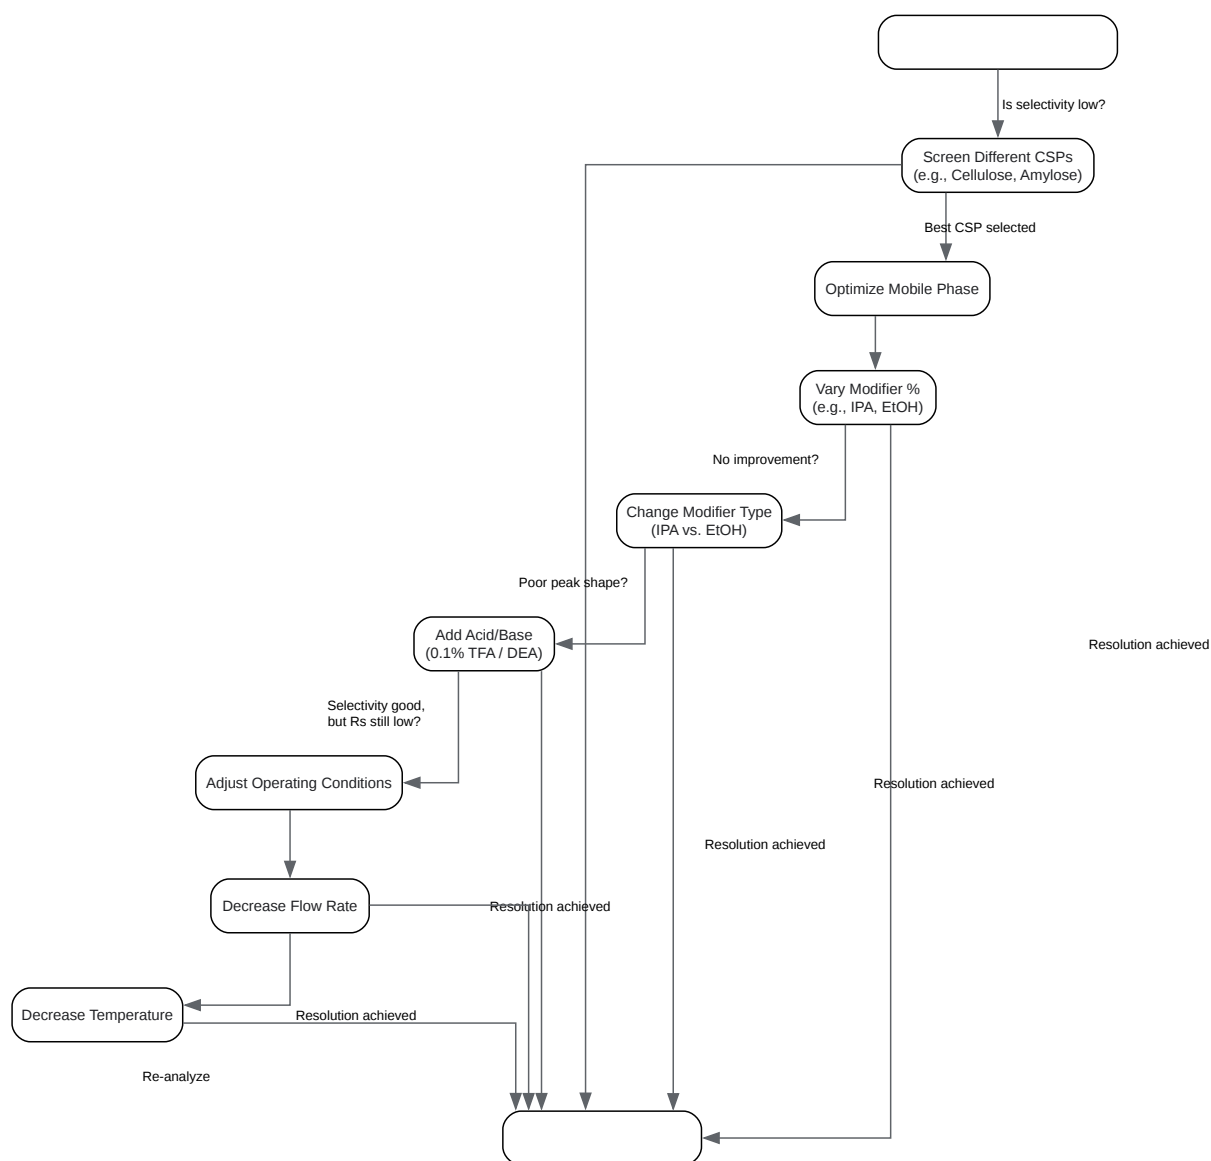 Is selectivity low?
Screen Different CSPs
(e.g., Cellulose, Amylose)
Best CSP selected
Optimize Mobile Phase
Vary Modifier %
(e.g., IPA, EtOH)
No improvement?
Change Modifier Type
(IPA vs. EtOH)
Poor peak shape?
Add Acid/Base
(0.1% TFA / DEA)
Resolution achieved
Selectivity good,
but Rs still low?
Adjust Operating Conditions
Resolution achieved
Resolution achieved
Decrease Flow Rate
Resolution achieved
Decrease Temperature
Resolution achieved
Re-analyze